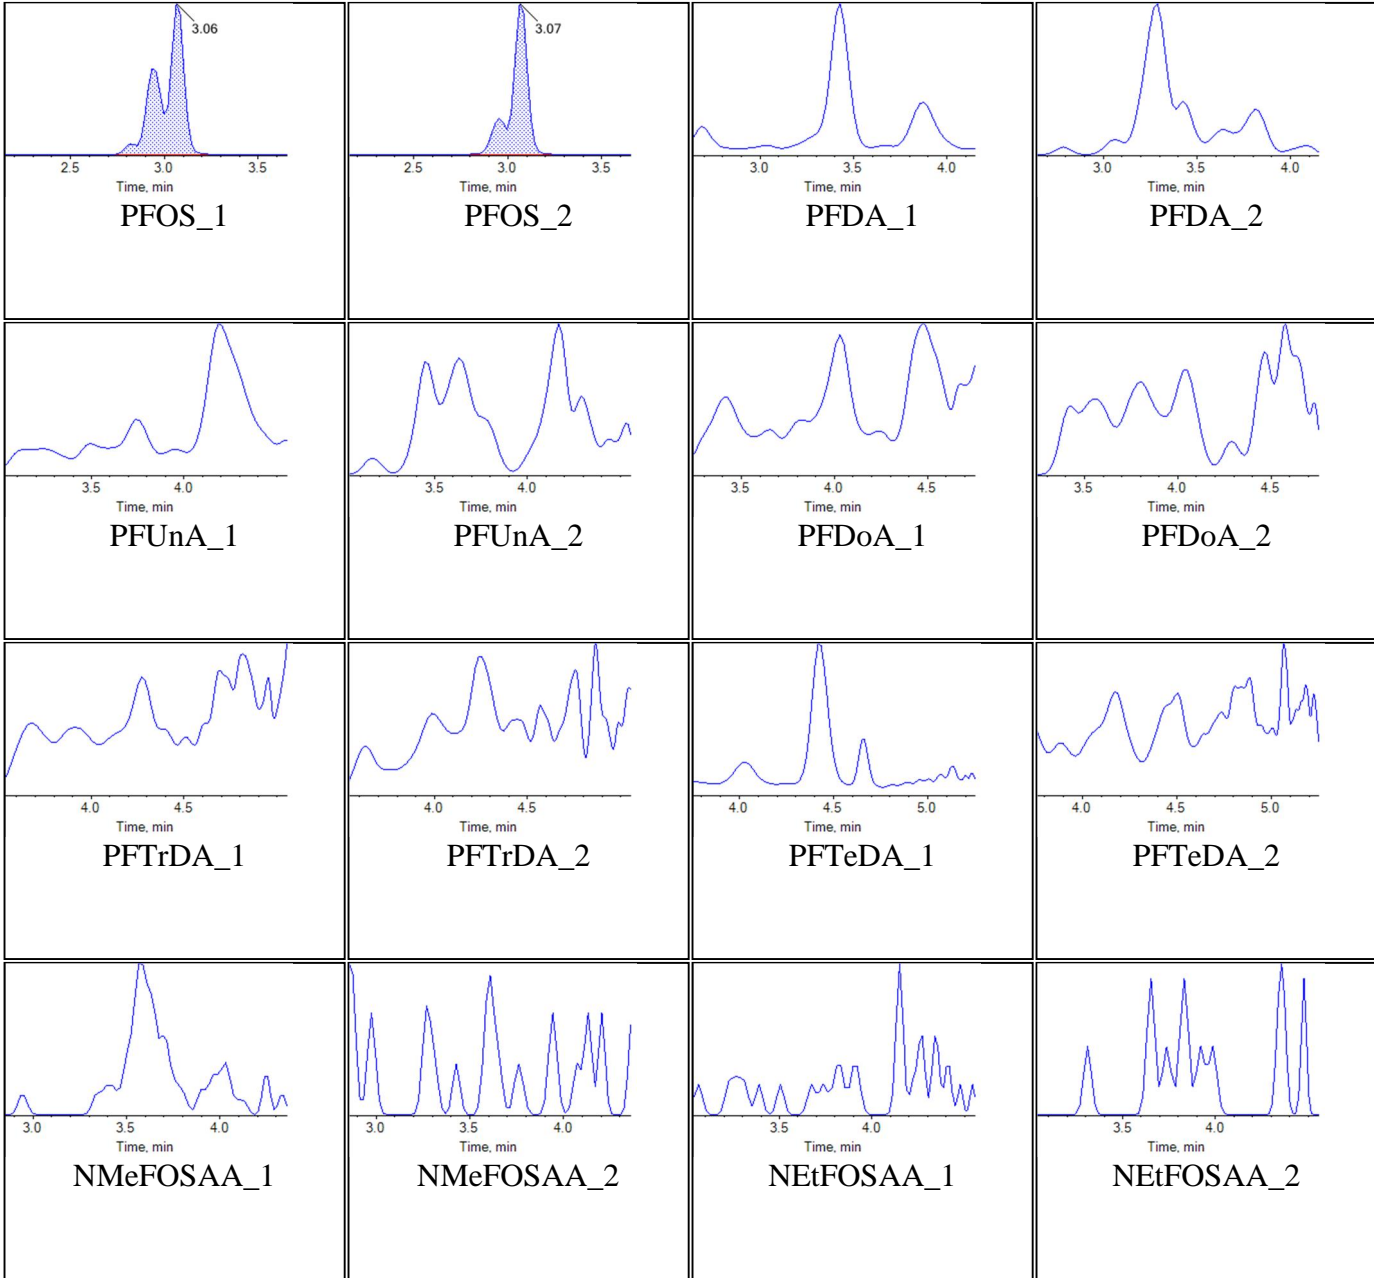 3.06
2.5 3.0 3.5
Time, min
PFOS_1
3.07
2.5 3.0 3.5
Time, min
PFOS_2
3.0 3.5 4.0
Time, min
PFDA_1
3.0 3.5 4.0
Time, min
PFDA_2
3.5 4.0
Time, min
PFUnA_1
3.5 4.0
Time, min
PFUnA_2
3.5 4.0 4.5
Time, min
PFDoA_1
3.5 4.0 4.5
Time, min
PFDoA_2
4.0 4.5
Time, min
PFTrDA_1
4.0 4.5
Time, min
PFTrDA_2
4.0 4.5 5.0
Time, min
PFTeDA_1
4.0 4.5 5.0
Time, min
PFTeDA_2
3.0 3.5 4.0
Time, min
NMeFOSAA_1
3.0 3.5 4.0
Time, min
NMeFOSAA_2
3.5 4.0
Time, min
NEtFOSAA_1
3.5 4.0
Time, min
NEtFOSAA_2